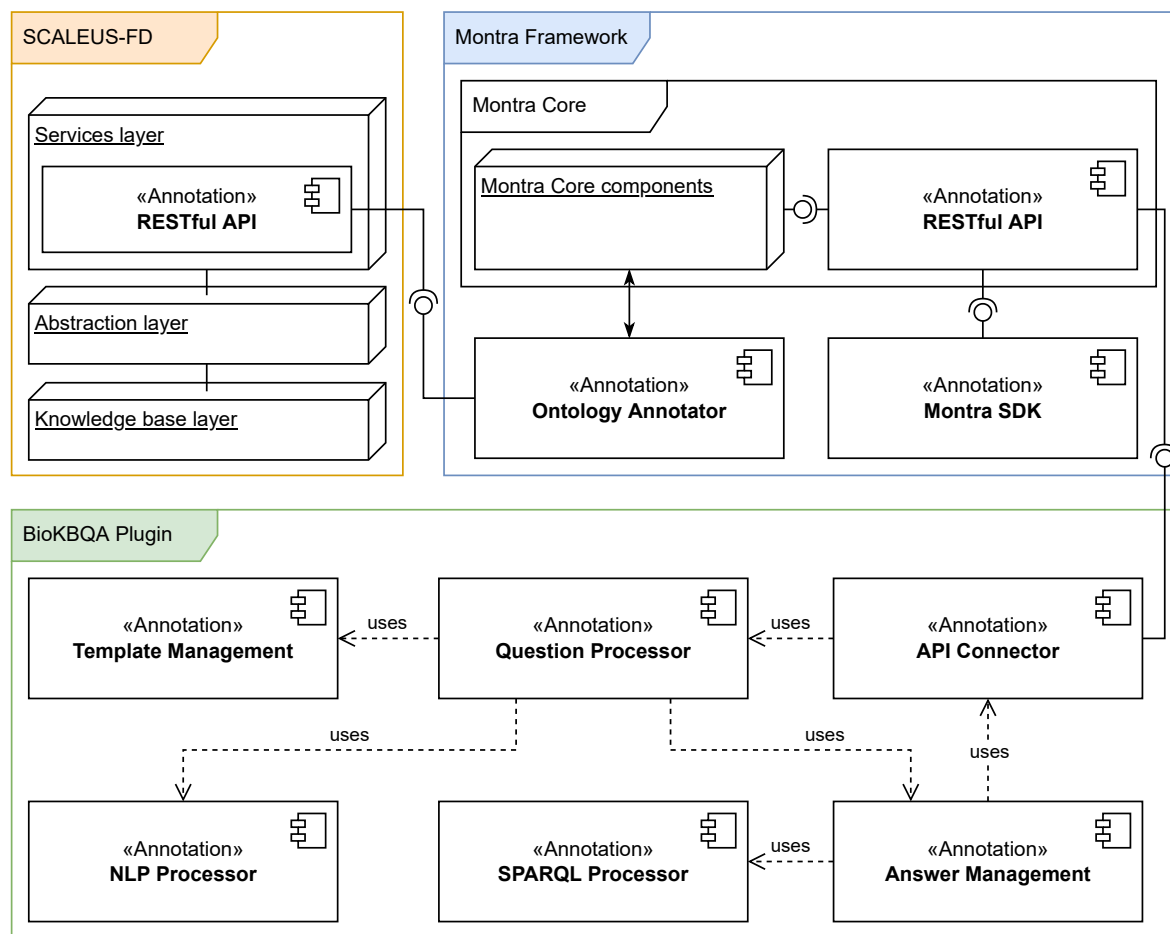 SCALEUS-FD
Services layer
«Annotation»
RESTful API
Abstraction layer
Knowledge base layer
Montra Framework
Montra Core
Montra Core components
«Annotation»
RESTful API
«Annotation»
Ontology Annotator
«Annotation»
Montra SDK
BioKBQA Plugin
«Annotation»
Template Management
uses
«Annotation»
Question Processor
uses
«Annotation»
API Connector
uses
uses
uses
«Annotation»
NLP Processor
«Annotation»
SPARQL Processor
uses
«Annotation»
Answer Management